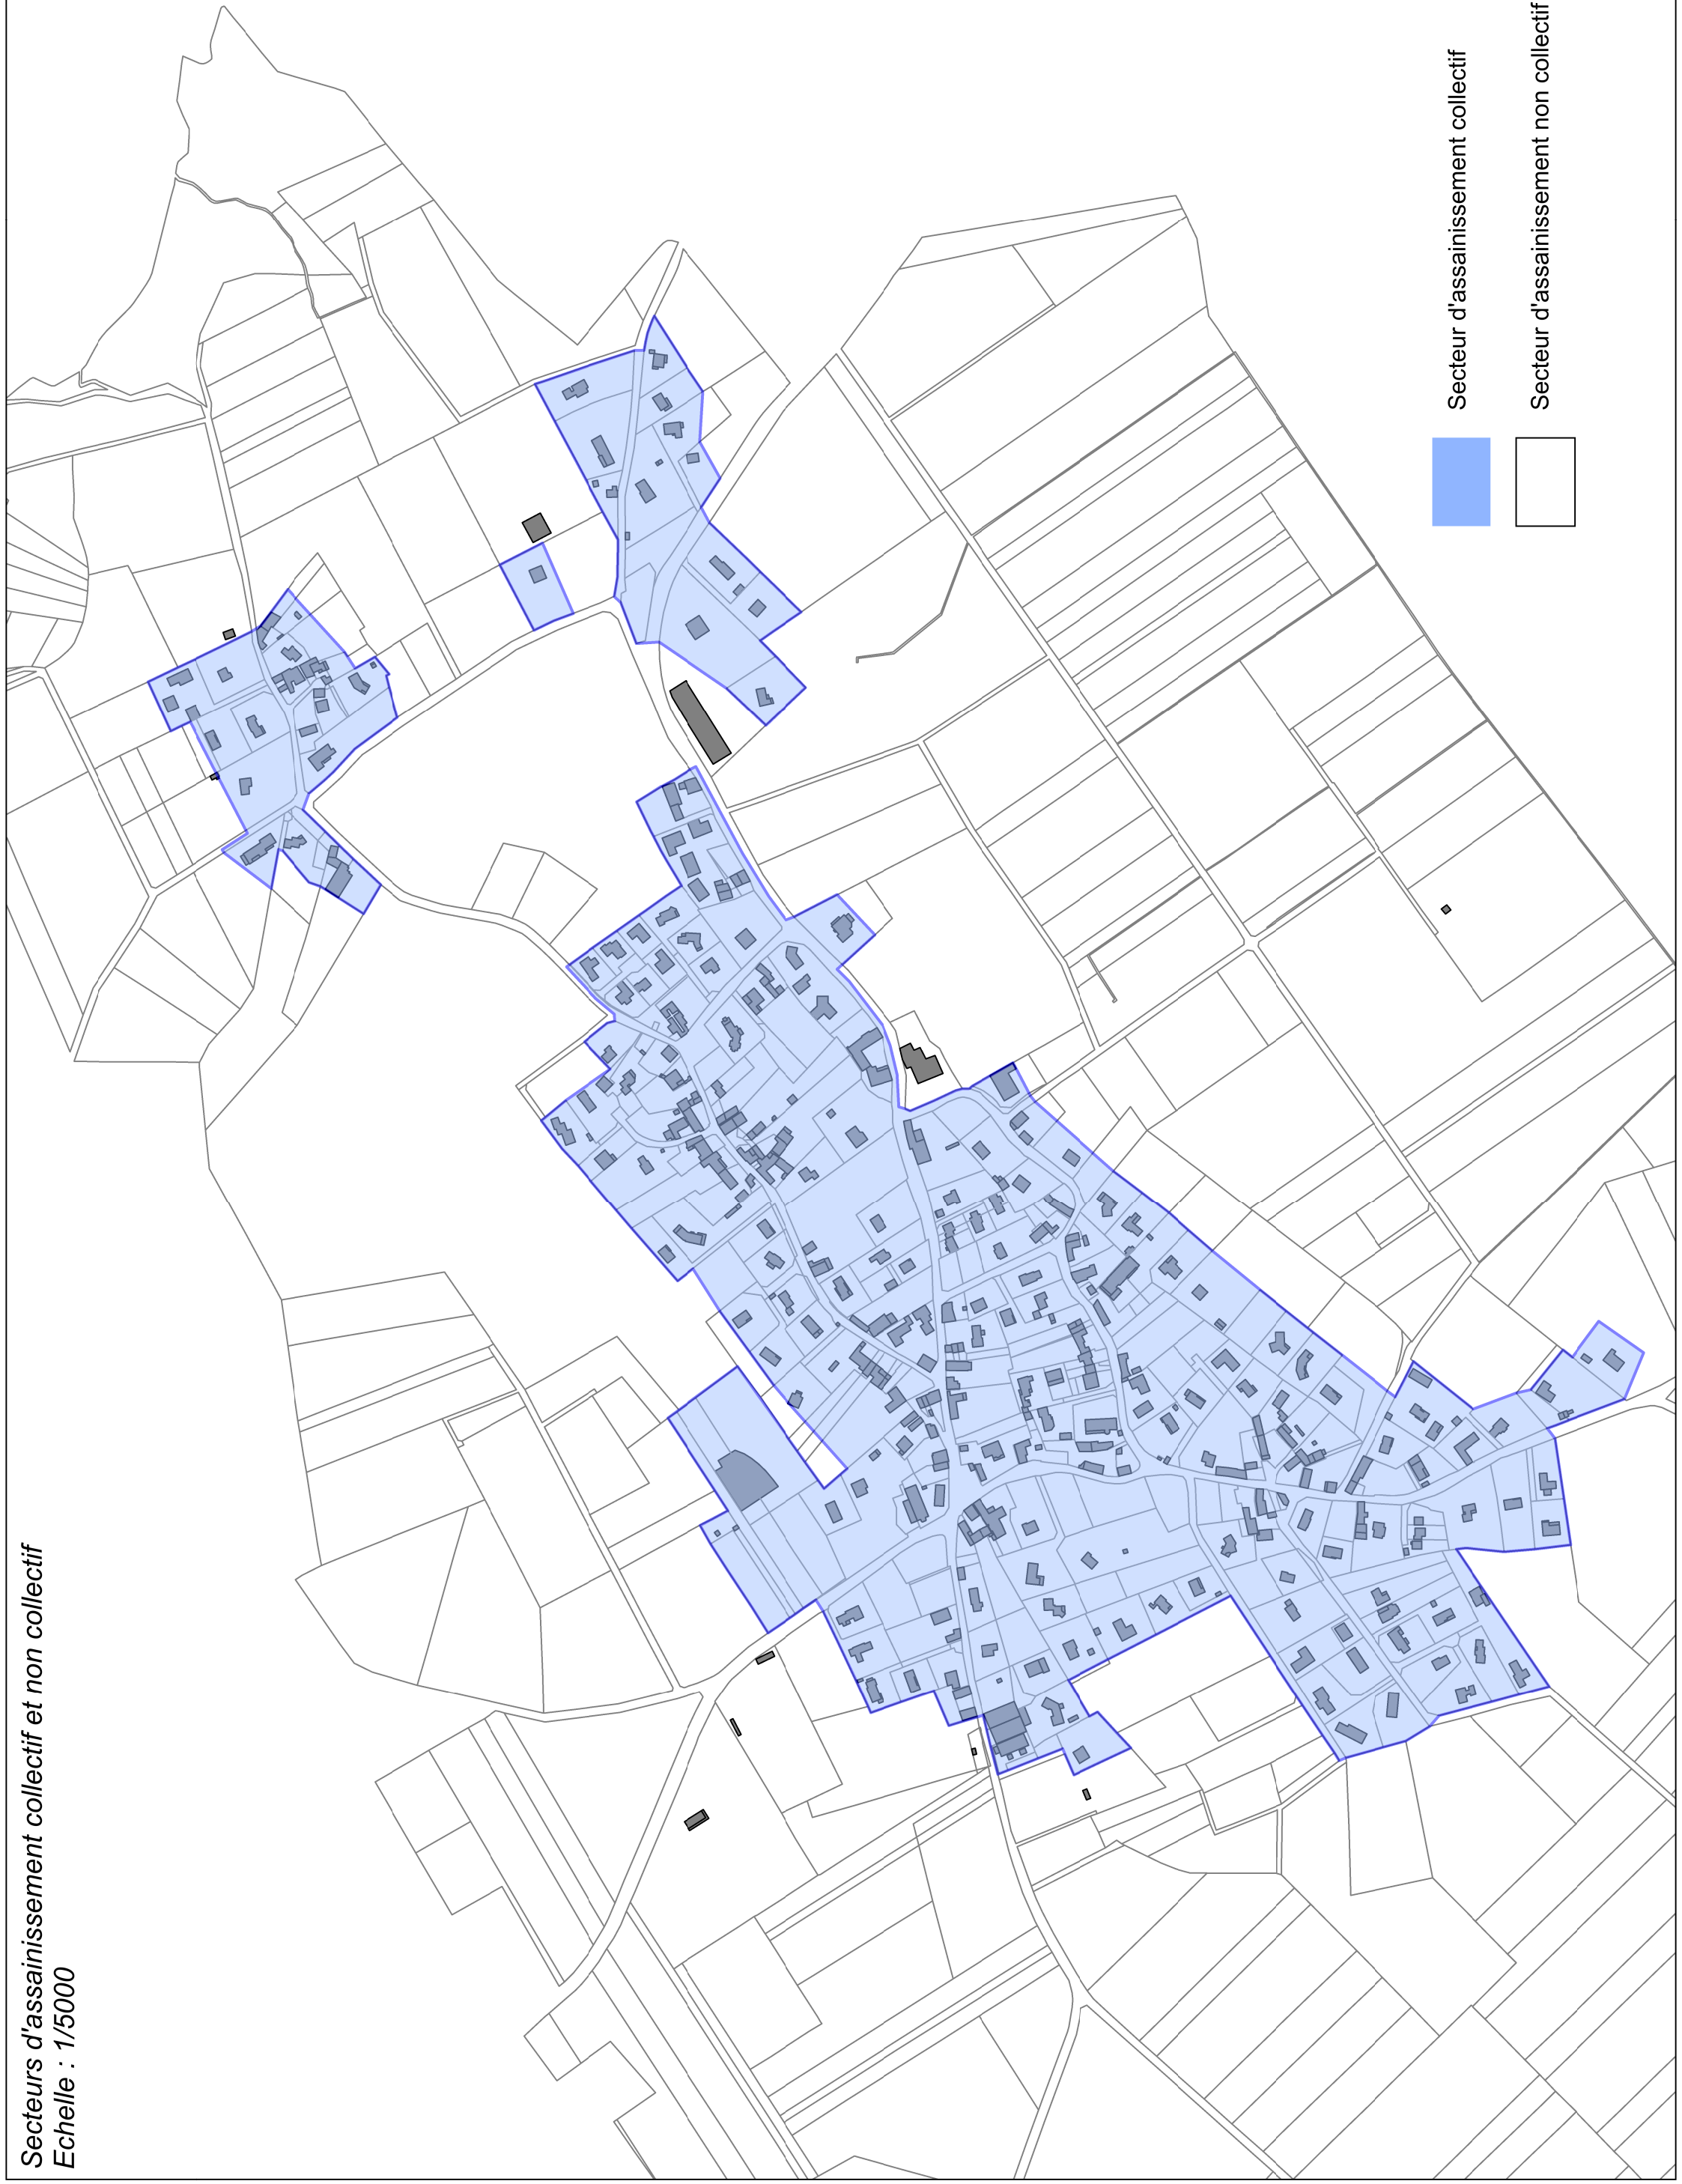 Secteurs d'assainissement collectif et non collectif
Echelle : 1/5000
Secteur d'assainissement collectif
Secteur d'assainissement non collectif